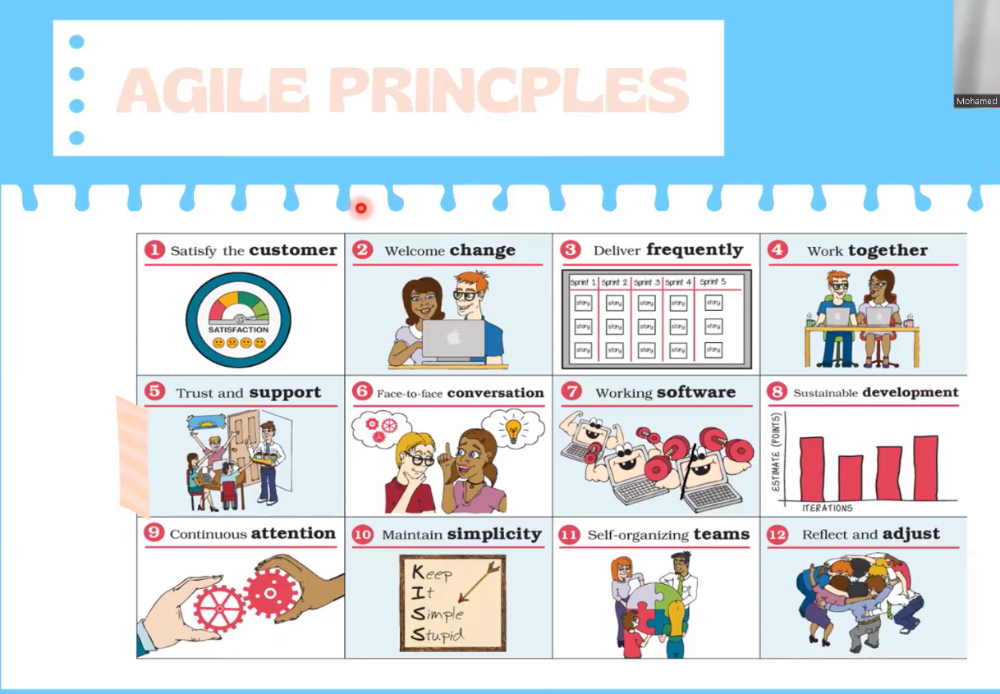 AGILE PRINCPLES
Mohamed
1 Satisfy the customer
SATISFACTION
2 Welcome change
3 Deliver frequently
Sprint 1 Sprint 2 Sprint 3 Sprint 4 Sprint 5
story story story story story
story story story story story
story story story story story
4 Work together
5 Trust and support
6 Face-to-face conversation
7 Working software
8 Sustainable development
ESTIMATE (POINTS)
ITERATIONS
9 Continuous attention
10 Maintain simplicity
Keep
It
Simple
Stupid
11 Self-organizing teams
12 Reflect and adjust